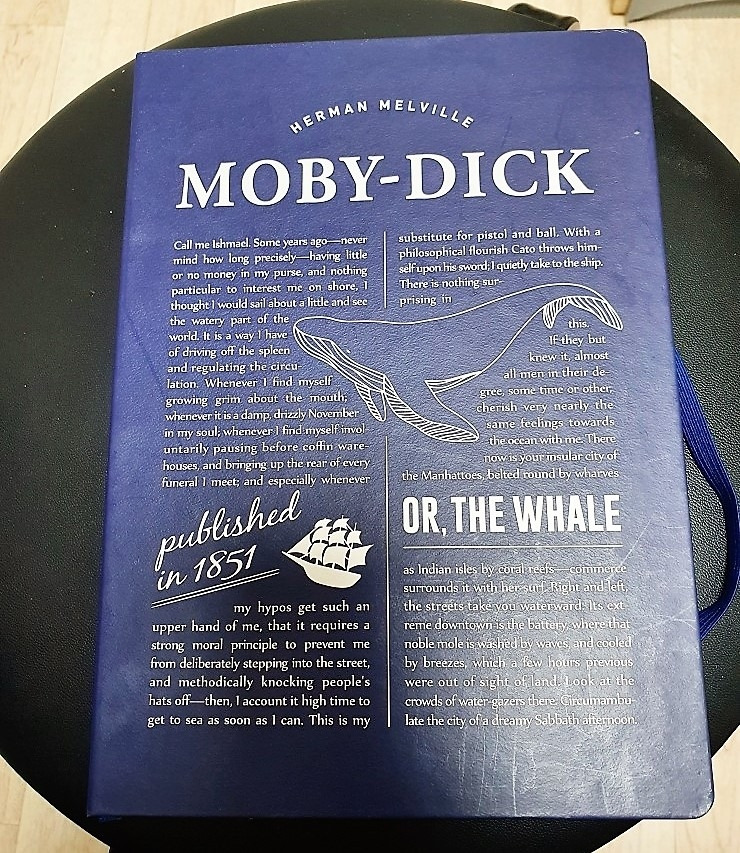 HERMAN MELVILLE
MOBY-DICK
Call me Ishmael. Some years ago—never
mind how long precisely—having little
or no money in my purse, and nothing
particular to interest me on shore, I
thought I would sail about a little and see
the watery part of the
world. It is a way I have
of driving off the spleen
and regulating the circu-
lation. Whenever I find myself
growing grim about the mouth;
whenever it is a damp, drizzly November
in my soul; whenever I find myself invol-
untarily pausing before coffin ware-
houses, and bringing up the rear of every
funeral I meet; and especially whenever
published
in 1851
my hypos get such an
upper hand of me, that it requires a
strong moral principle to prevent me
from deliberately stepping into the street,
and methodically knocking people's
hats off—then, I account it high time to
get to sea as soon as I can. This is my
substitute for pistol and ball. With a
philosophical flourish Cato throws him-
self upon his sword; I quietly take to the ship.
There is nothing sur-
prising in
this.
If they but
knew it, almost
all men in their de-
gree, some time or other,
cherish very nearly the
same feelings towards
the ocean with me. There
now is your insular city of
the Manhattoes, belted round by wharves
OR, THE WHALE
as Indian isles by coral reefs—commerce
surrounds it with her surf. Right and left,
the streets take you waterward. Its ext
reme downtown is the battery, where that
noble mole is washed by waves, and cooled
by breezes, which a few hours previous
were out of sight of land. Look at the
crowds of water-gazers there. Circumambu-
late the city of a dreamy Sabbath afternoon.